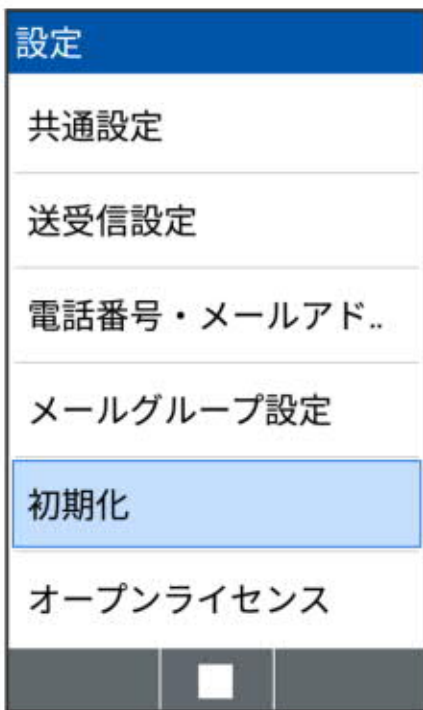 設定
共通設定
送受信設定
電話番号・メールアド..
メールグループ設定
初期化
オープンライセンス